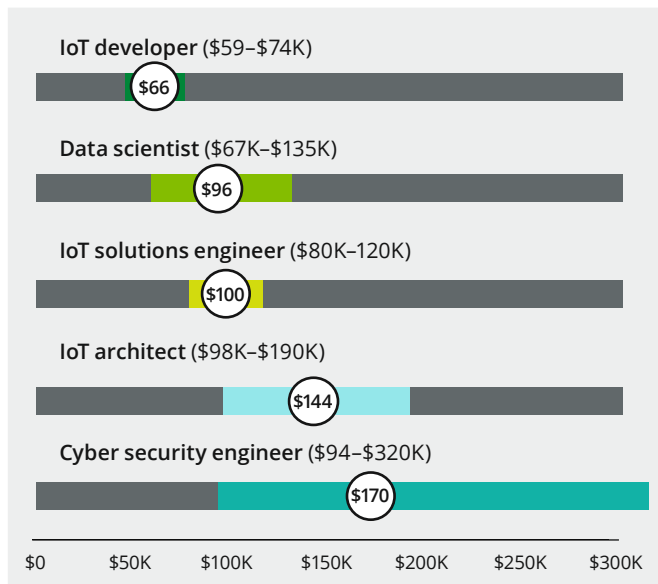 IoT developer ($59–$74K)
$66
Data scientist ($67K–$135K)
$96
IoT solutions engineer ($80K–120K)
$100
IoT architect ($98K–$190K)
$144
Cyber security engineer ($94–$320K)
$170
$0 $50K $100K $150K $200K $250K $300K